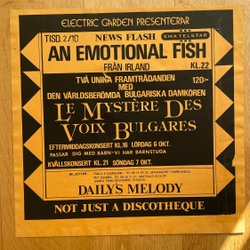 ELECTRIC GARDEN PRESENTERAR
TISD. 2/10 NEWS FLASH EMATELSTAR
AN EMOTIONAL FISH
FRÅN IRLAND KL.22
TVÅ UNIKA FRAMTRÄDANDEN 120:-
MED
DEN VÄRLDSBERÖMDA BULGARISKA DAMKÖREN
LE MYSTÈRE DES
VOIX BULGARES
EFTERMIDDAGSKONSERT KL.16 LÖRDAG 6 OKT.
PASSAR DIG MED BARN-VI HAR BARNSTUGA
KVÄLLSKONSERT KL. 21 SÖNDAG 7 OKT.
BILJETTER:
DAILY'S MELODY
NOT JUST A DISCOTHEQUE